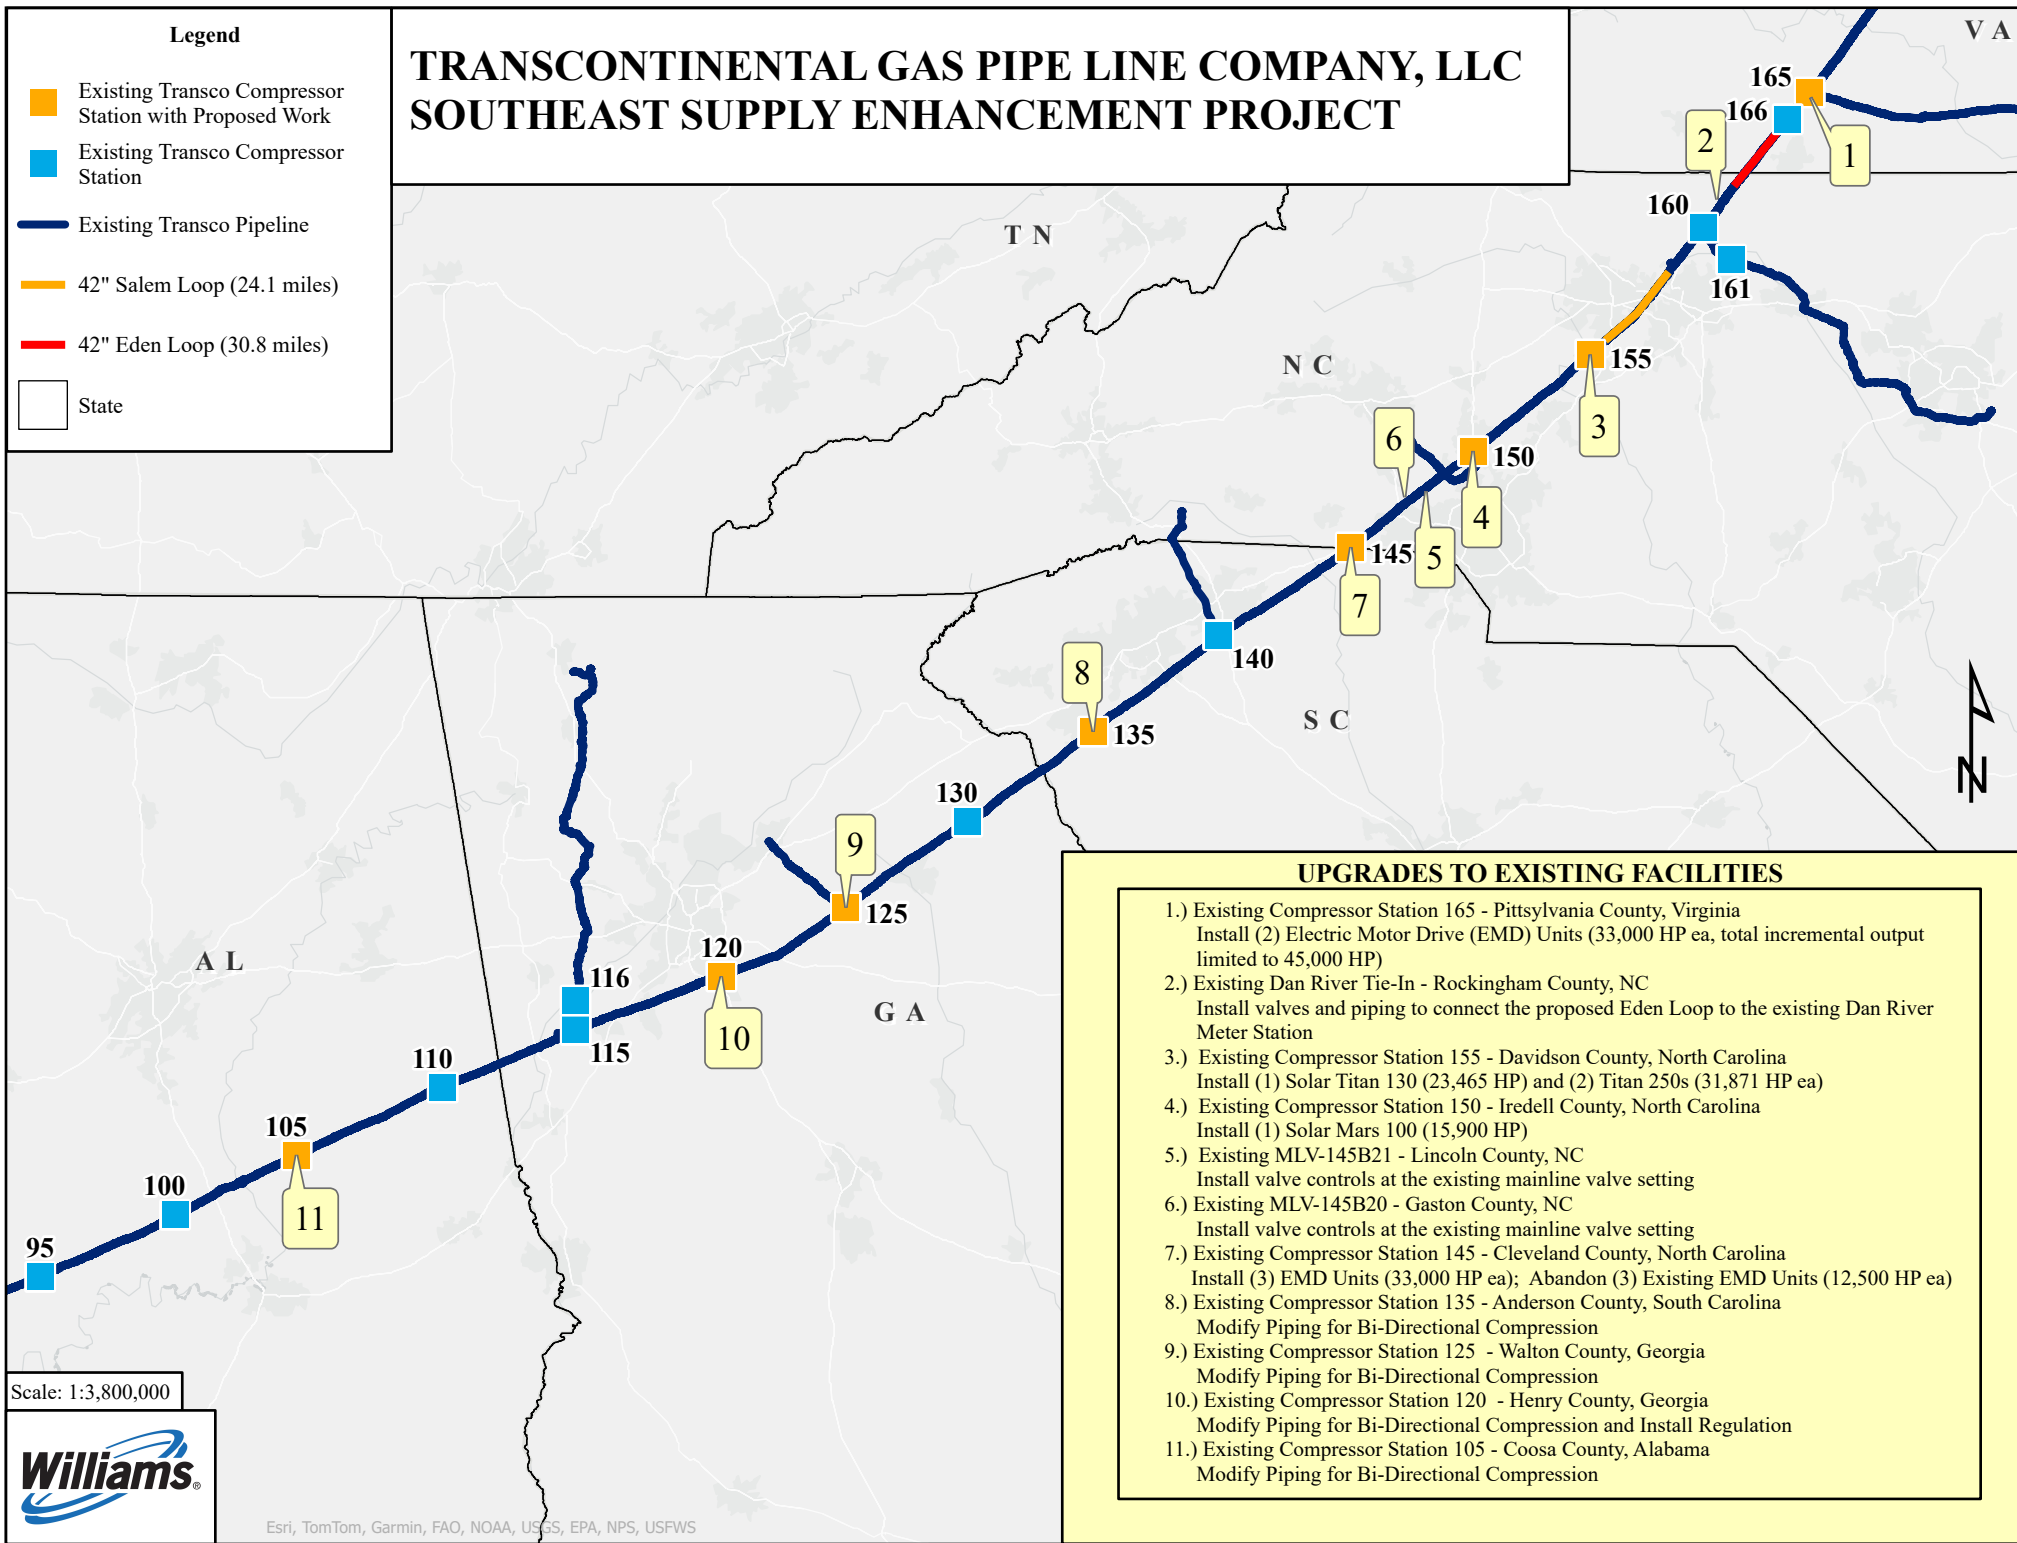 Legend
Existing Transco Compressor
Station with Proposed Work
Existing Transco Compressor
Station
Existing Transco Pipeline
42" Salem Loop (24.1 miles)
42" Eden Loop (30.8 miles)
State
TRANSCONTINENTAL GAS PIPE LINE COMPANY, LLC
SOUTHEAST SUPPLY ENHANCEMENT PROJECT
VA
165
166
2
1
160
161
TN
NC
155
3
6
150
4
5
145
7
140
8
135
SC
N
130
9
125
120
116
10
115
GA
AL
110
105
11
100
95
UPGRADES TO EXISTING FACILITIES
1.) Existing Compressor Station 165 - Pittsylvania County, Virginia
Install (2) Electric Motor Drive (EMD) Units (33,000 HP ea, total incremental output
limited to 45,000 HP)
2.) Existing Dan River Tie-In - Rockingham County, NC
Install valves and piping to connect the proposed Eden Loop to the existing Dan River
Meter Station
3.) Existing Compressor Station 155 - Davidson County, North Carolina
Install (1) Solar Titan 130 (23,465 HP) and (2) Titan 250s (31,871 HP ea)
4.) Existing Compressor Station 150 - Iredell County, North Carolina
Install (1) Solar Mars 100 (15,900 HP)
5.) Existing MLV-145B21 - Lincoln County, NC
Install valve controls at the existing mainline valve setting
6.) Existing MLV-145B20 - Gaston County, NC
Install valve controls at the existing mainline valve setting
7.) Existing Compressor Station 145 - Cleveland County, North Carolina
Install (3) EMD Units (33,000 HP ea); Abandon (3) Existing EMD Units (12,500 HP ea)
8.) Existing Compressor Station 135 - Anderson County, South Carolina
Modify Piping for Bi-Directional Compression
9.) Existing Compressor Station 125 - Walton County, Georgia
Modify Piping for Bi-Directional Compression
10.) Existing Compressor Station 120 - Henry County, Georgia
Modify Piping for Bi-Directional Compression and Install Regulation
11.) Existing Compressor Station 105 - Coosa County, Alabama
Modify Piping for Bi-Directional Compression
Scale: 1:3,800,000
Williams®
Esri, TomTom, Garmin, FAO, NOAA, USGS, EPA, NPS, USFWS